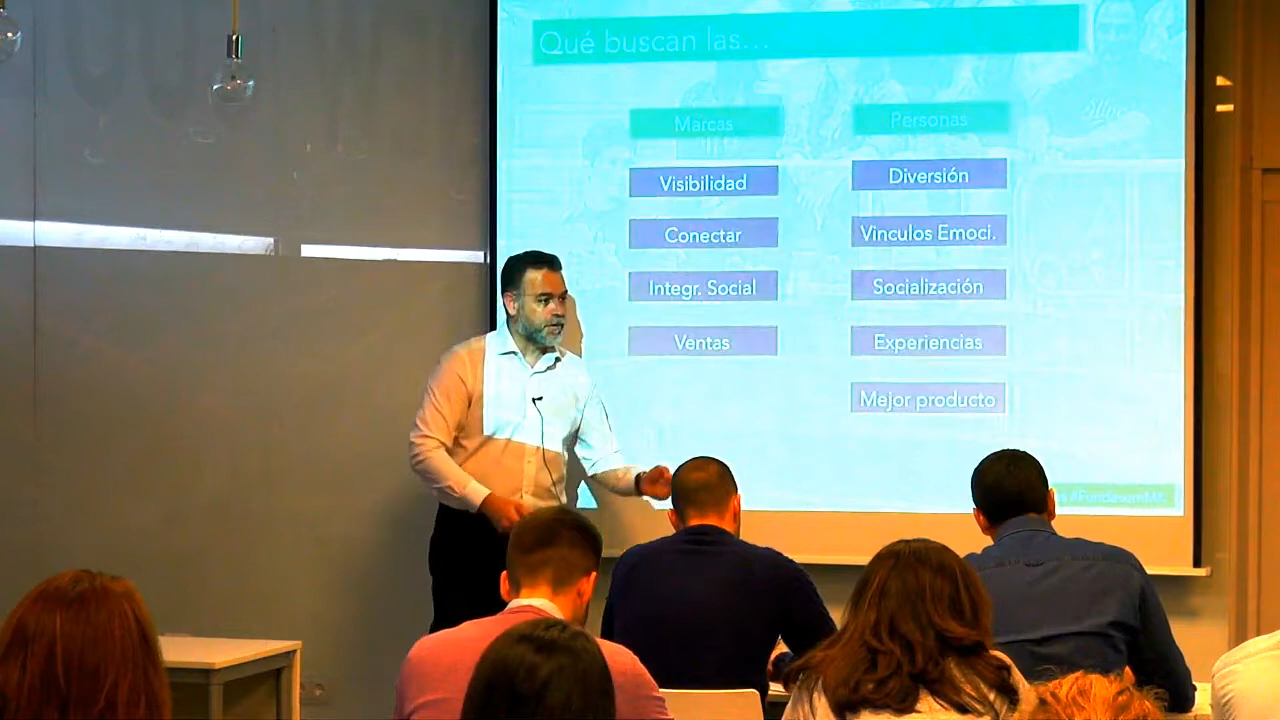 Qué buscan las...
Marcas
Personas
Visibilidad
Diversión
Conectar
Vinculos Emoci.
Integr. Social
Socialización
Ventas
Experiencias
Mejor producto